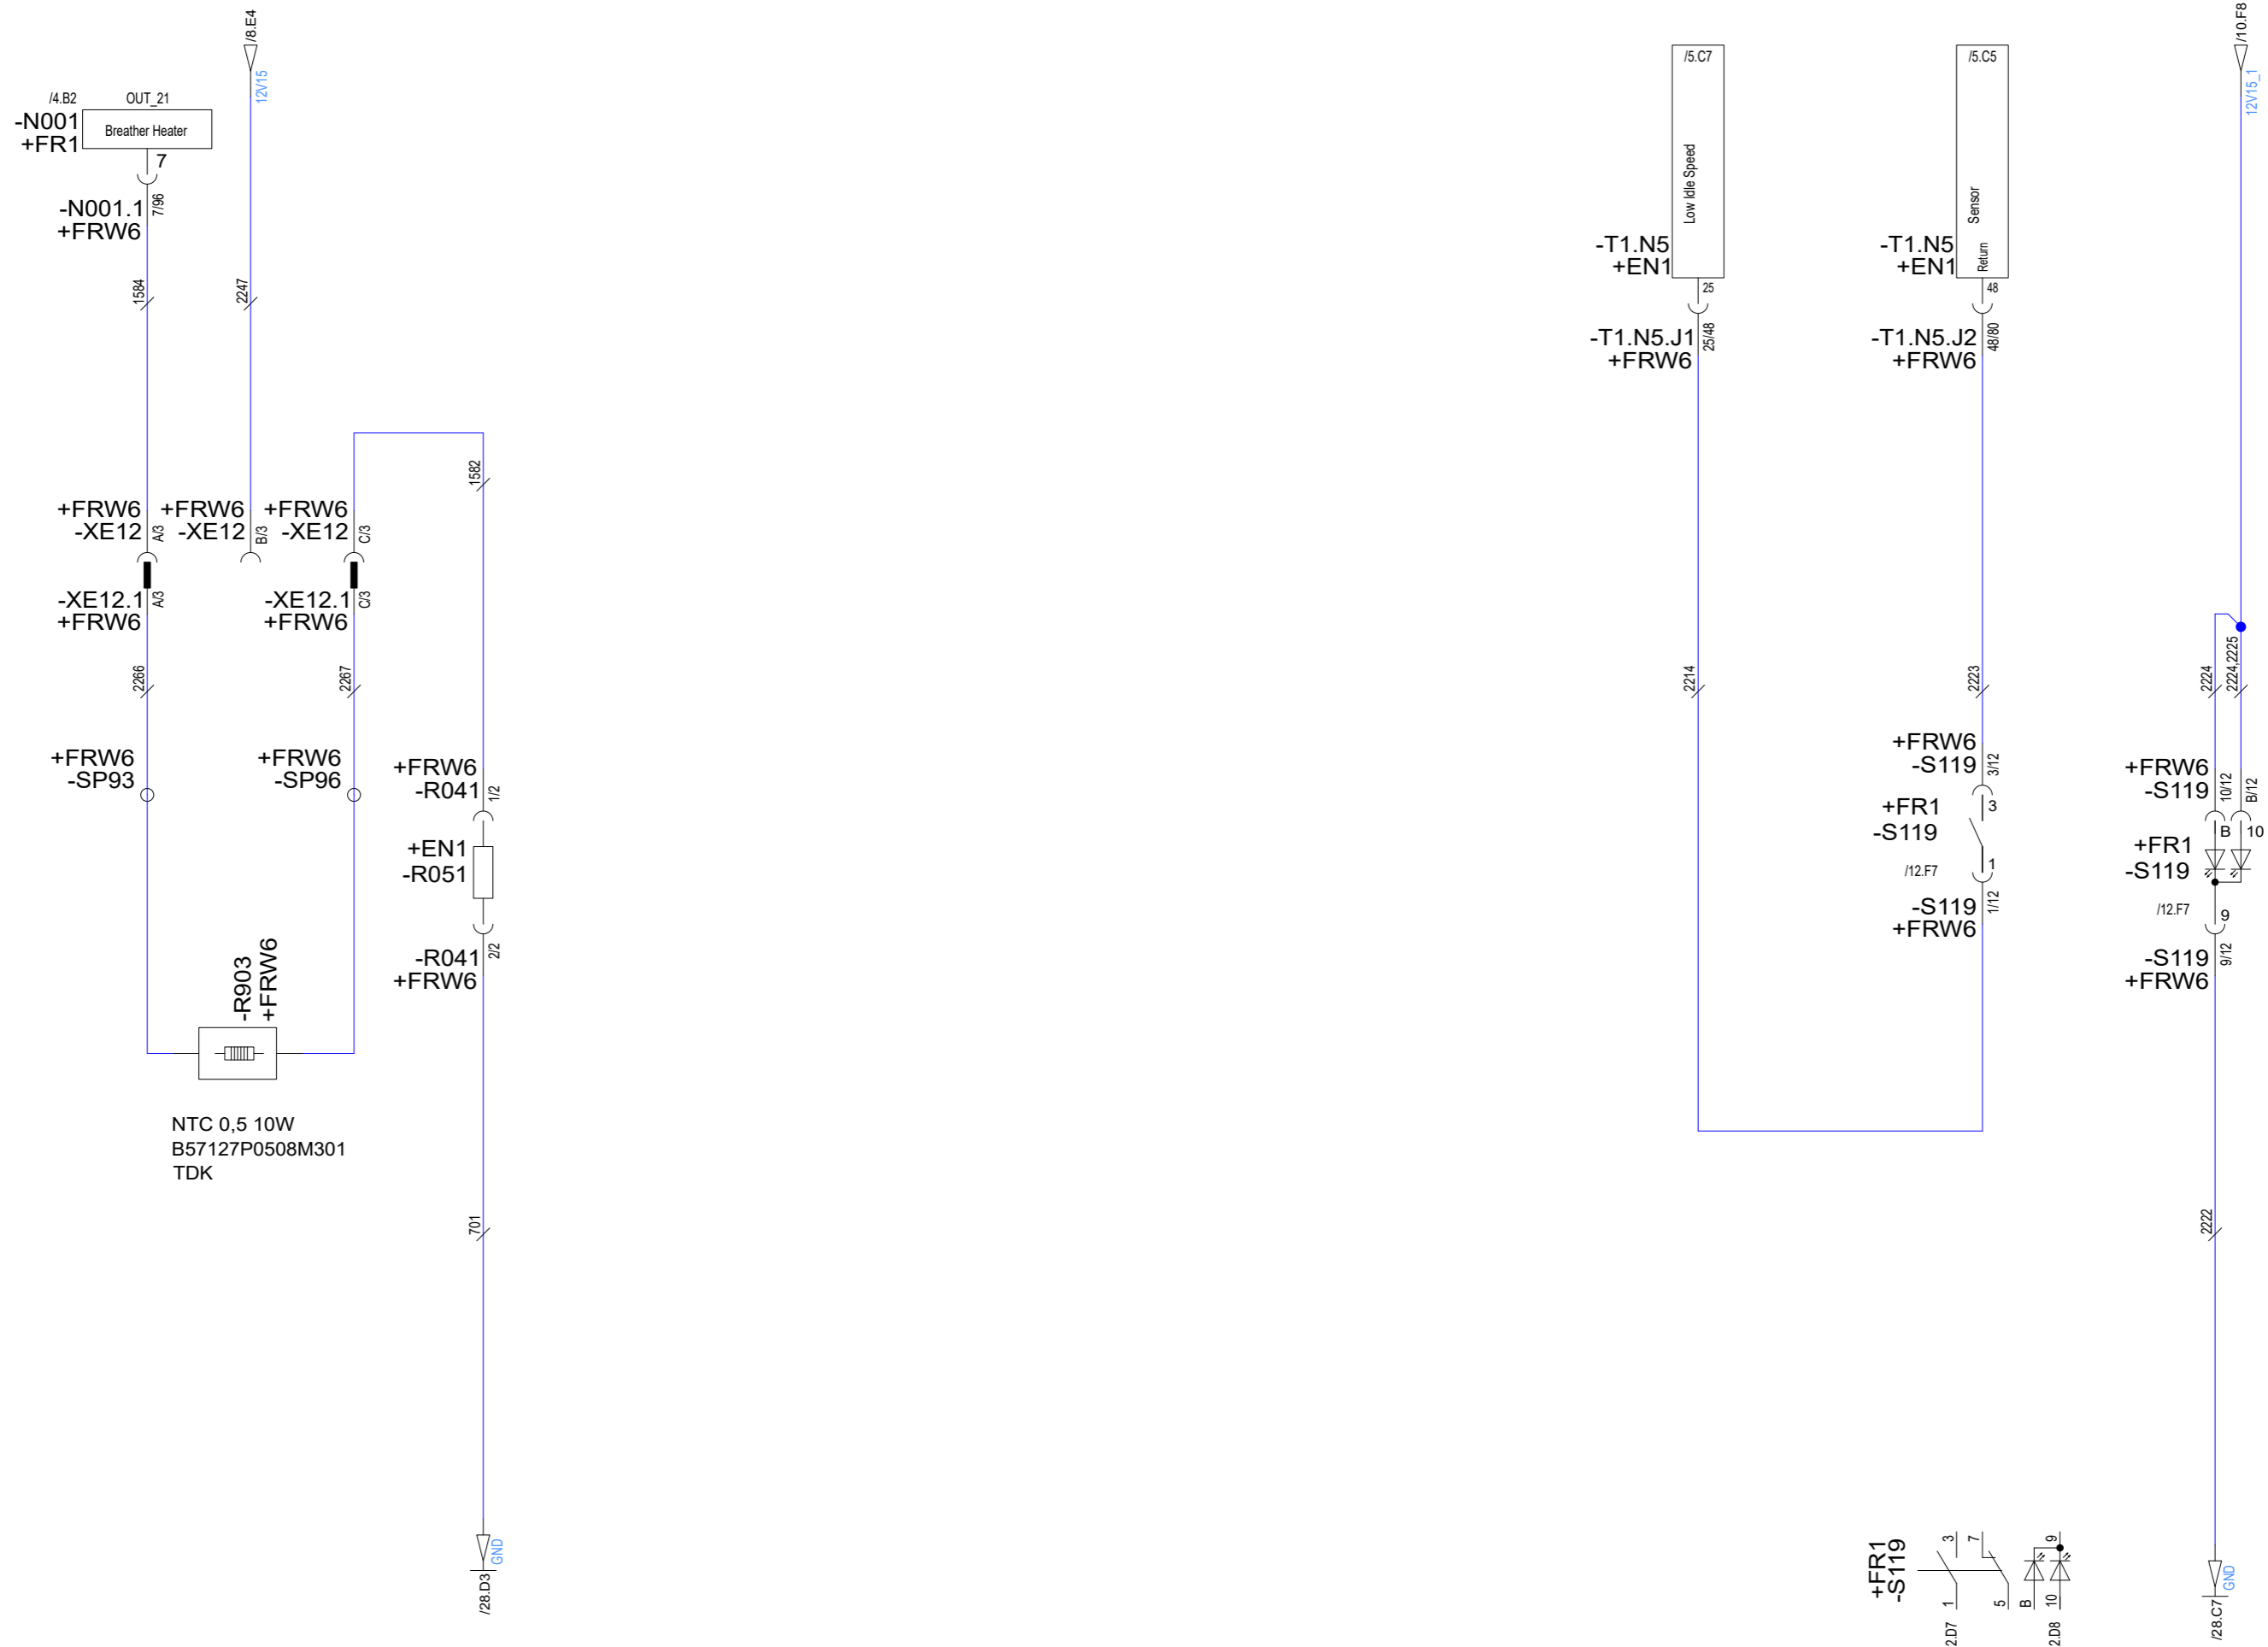 /8.E4
12V15
/4.B2
OUT_21
-N001
+FR1
Breather Heater
7
-N001.1
+FRW6
7/96
1584
2247
1582
+FRW6
-XE12
A/3
+FRW6
-XE12
B/3
+FRW6
-XE12
C/3
-XE12.1
+FRW6
A/3
-XE12.1
+FRW6
C/3
2266
2267
+FRW6
-SP93
+FRW6
-SP96
+FRW6
-R041
1/2
+EN1
-R051
-R041
+FRW6
2/2
-R903
+FRW6
NTC 0,5 10W
B57127P0508M301
TDK
701
GND
/28.D3
/5.C7
Low Idle Speed
-T1.N5
+EN1
25
-T1.N5.J1
+FRW6
25/48
/5.C5
Sensor
Return
-T1.N5
+EN1
48
-T1.N5.J2
+FRW6
48/80
2214
2223
+FRW6
-S119
3/12
+FR1
-S119
3
/12.F7
1
-S119
+FRW6
1/12
/10.F8
12V15_1
2224
2224,2225
+FRW6
-S119
10/12
B/12
B
10
+FR1
-S119
/12.F7
9
-S119
+FRW6
9/12
2222
GND
/28.C7
+FR1
-S119
3
7
9
1
5
B
10
2.D7
2.D8